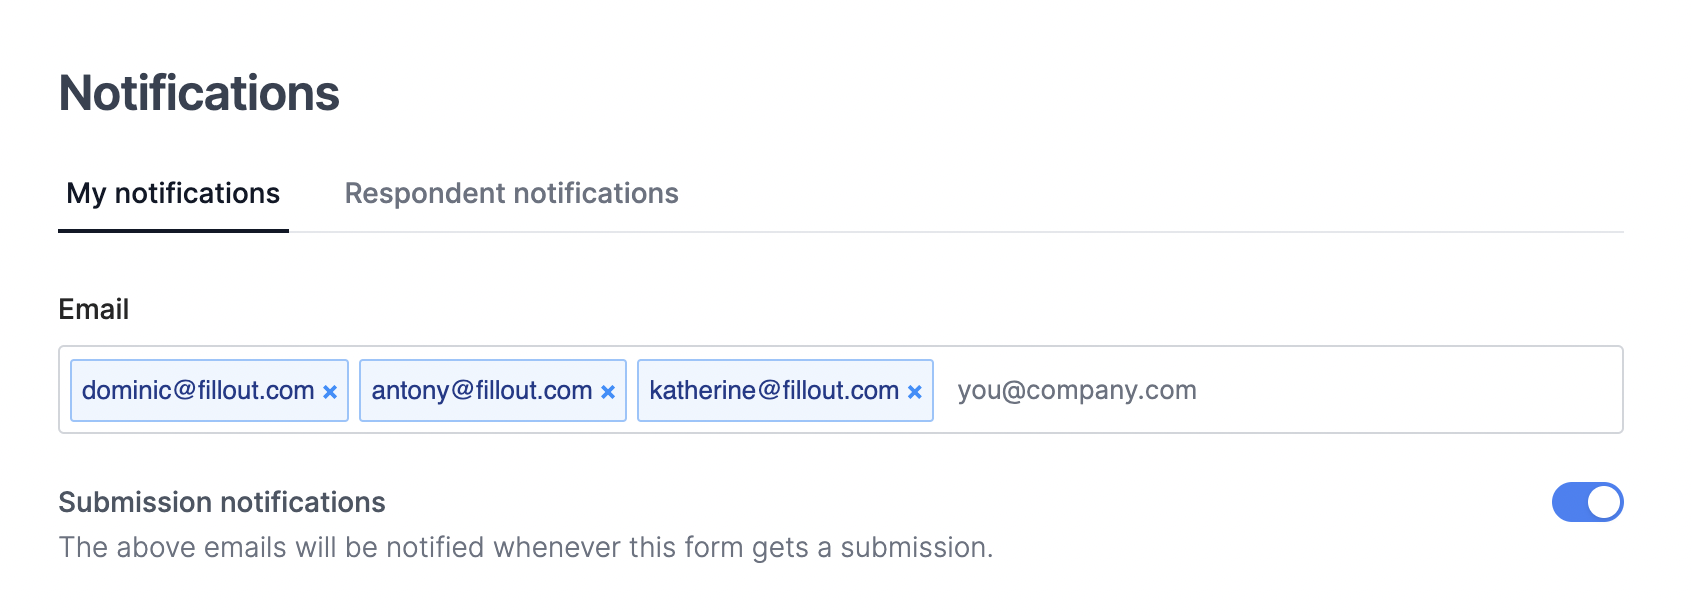 Notifications
My notifications Respondent notifications
Email
dominic@fillout.com × antony@fillout.com × katherine@fillout.com × you@company.com
Submission notifications
The above emails will be notified whenever this form gets a submission.